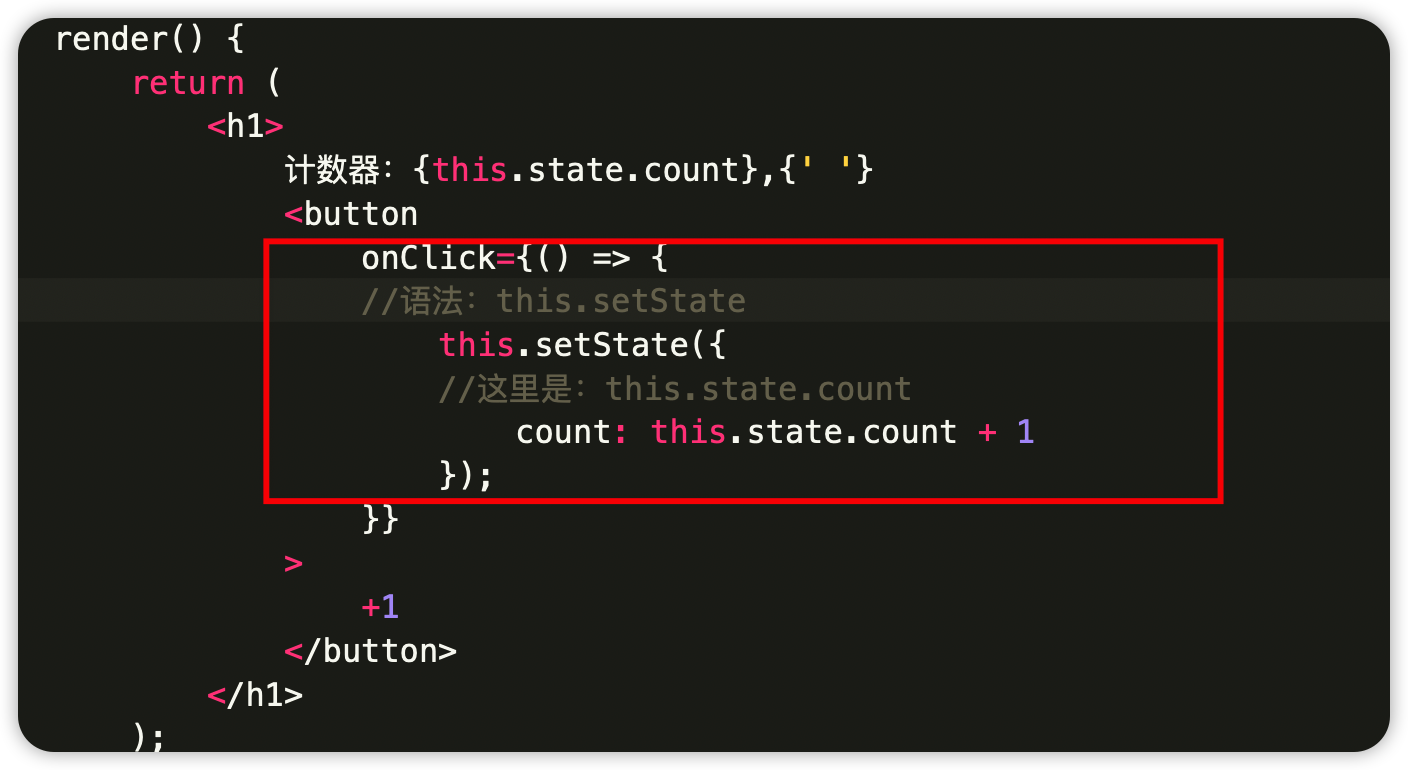 render() {
return (
<h1>
计数器：{this.state.count},{' '}
<button
onClick={() => {
//语法：this.setState
this.setState({
//这里是：this.state.count
count: this.state.count + 1
});
}}
>
+1
</button>
</h1>
);